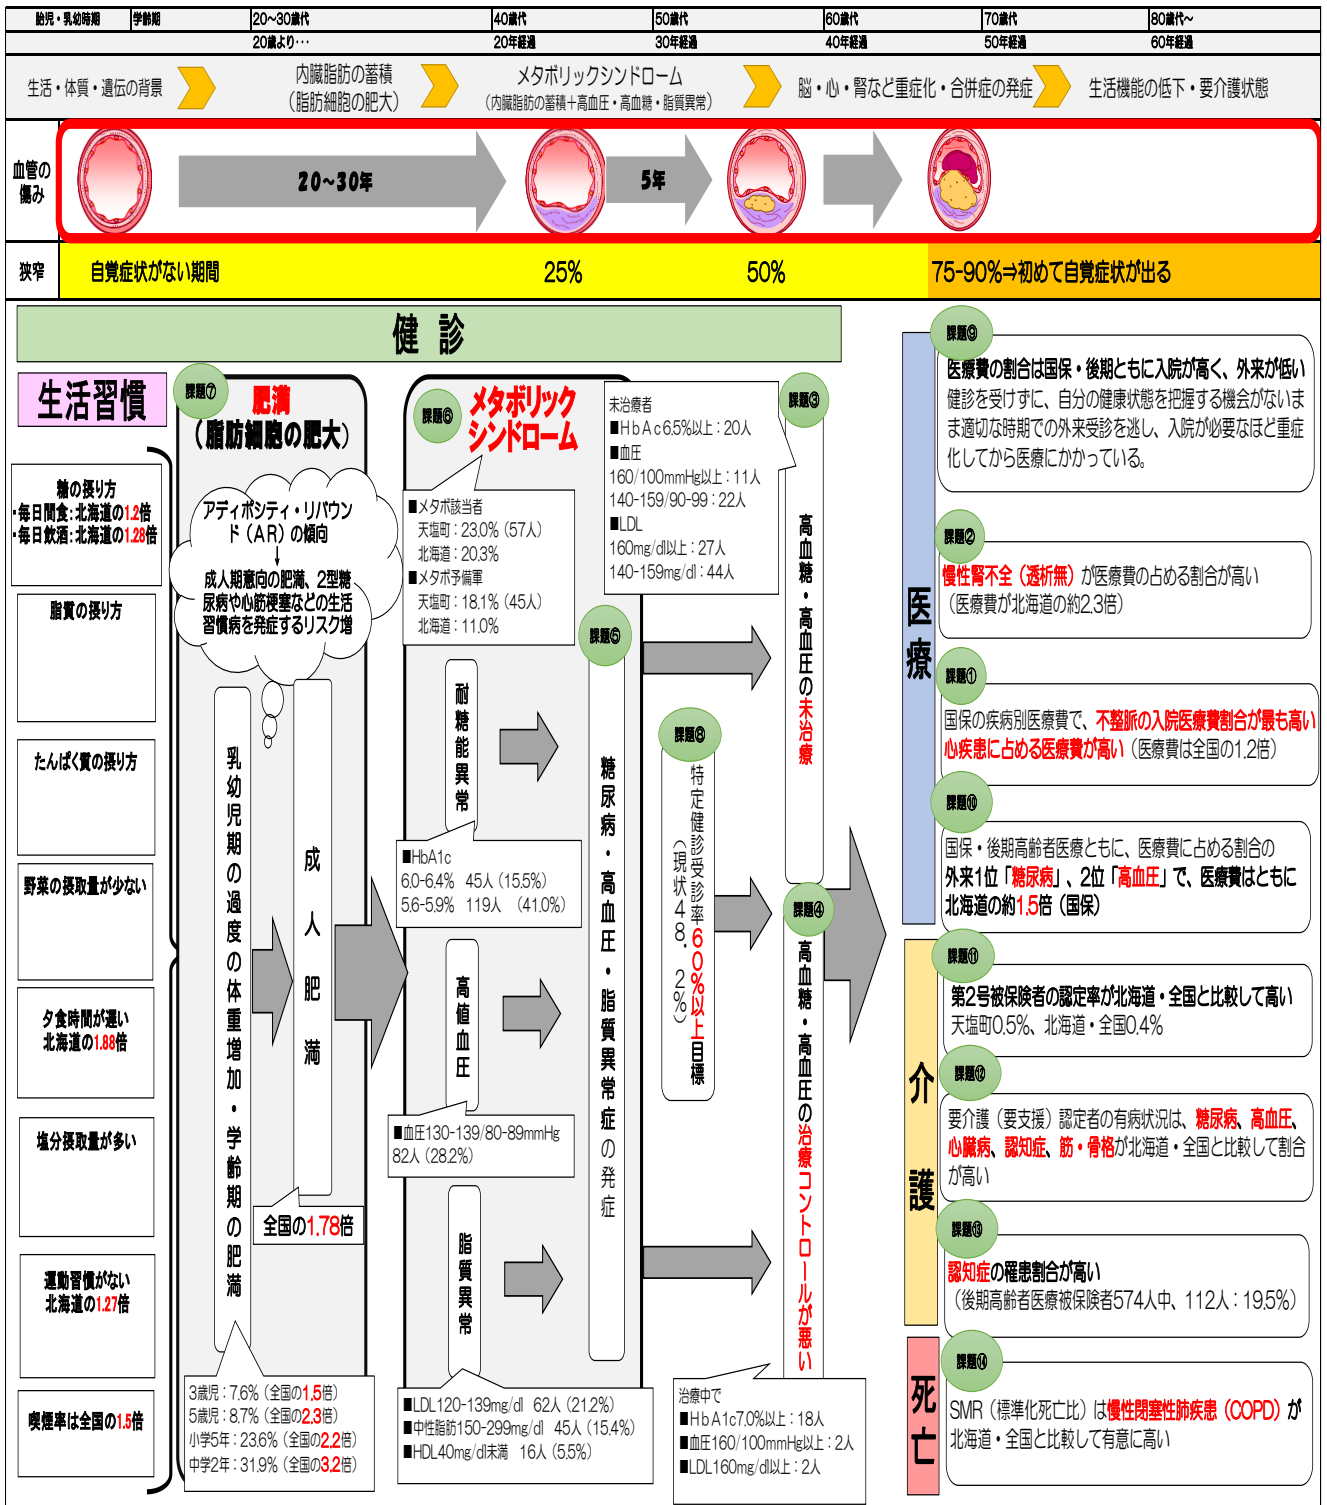 胎児・乳幼時期 学齢期 20～30歳代 40歳代 50歳代 60歳代 70歳代 80歳代～
20歳より… 20年経過 30年経過 40年経過 50年経過 60年経過
生活・体質・遺伝の背景
内臓脂肪の蓄積
（脂肪細胞の肥大）
メタボリックシンドローム
（内臓脂肪の蓄積＋高血圧・高血糖・脂質異常）
脳・心・腎など重症化・合併症の発症
生活機能の低下・要介護状態
血管の
傷み
20～30年
5年
狭窄
自覚症状がない期間
25%
50%
75-90%⇒初めて自覚症状が出る
健 診
生活習慣
糖の摂り方
・毎日間食：北海道の1.2倍
・毎日飲酒：北海道の1.28倍
脂質の摂り方
たんぱく質の摂り方
野菜の摂取量が少ない
夕食時間が遅い
北海道の1.88倍
塩分摂取量が多い
運動習慣がない
北海道の1.27倍
喫煙率は全国の1.5倍
課題⑦
肥満
（脂肪細胞の肥大）
アディポシティ・リバウン
ド（AR）の傾向
↓
成人期意向の肥満、2型糖
尿病や心筋梗塞などの生活
習慣病を発症するリスク増
乳幼児期の過度の体重増加・学齢期の肥満
成人肥満
全国の1.78倍
3歳児：7.6%（全国の1.5倍）
5歳児：8.7%（全国の2.3倍）
小学5年：23.6%（全国の2.2倍）
中学2年：31.9%（全国の3.2倍）
課題⑥
メタボリック
シンドローム
■メタボ該当者
天塩町：23.0%（57人）
北海道：20.3%
■メタボ予備軍
天塩町：18.1%（45人）
北海道：11.0%
耐糖能異常
■HbA1c
6.0-6.4% 45人（15.5%）
5.6-5.9% 119人 （41.0%）
高値血圧
■血圧130-139/80-89mmHg
82人（28.2%）
脂質異常
■LDL120-139mg/dl 62人（21.2%）
■中性脂肪150-299mg/dl 45人（15.4%）
■HDL40mg/dl未満 16人（5.5%）
課題⑤
糖尿病・高血圧・脂質異常症の発症
未治療者
■ＨｂＡｃ6.5%以上：20人
■血圧
160/100mmHg以上：11人
140-159/90-99：22人
■LDL
160mg/dl以上：27人
140-159mg/dl：44人
課題⑧
特定健診受診率６０％以上目標
（現状４８．２％）
課題③
高血糖・高血圧の未治療
課題④
高血糖・高血圧の治療コントロールが悪い
治療中で
■ＨｂＡ1c7.0%以上：18人
■血圧160/100mmHg以上：2人
■LDL160mg/dl以上：2人
医療
課題⑨
医療費の割合は国保・後期ともに入院が高く、外来が低い
健診を受けずに、自分の健康状態を把握する機会がないま
ま適切な時期での外来受診を逃し、入院が必要なほど重症
化してから医療にかかっている。
課題②
慢性腎不全（透析無）が医療費の占める割合が高い
（医療費が北海道の約2.3倍）
課題①
国保の疾病別医療費で、不整脈の入院医療費割合が最も高い
心疾患に占める医療費が高い（医療費は全国の1.2倍）
課題⑩
国保・後期高齢者医療ともに、医療費に占める割合の
外来1位「糖尿病」、2位「高血圧」で、医療費はともに
北海道の約1.5倍（国保）
介護
課題⑪
第2号被保険者の認定率が北海道・全国と比較して高い
天塩町0.5%、北海道・全国0.4%
課題⑫
要介護（要支援）認定者の有病状況は、糖尿病、高血圧、
心臓病、認知症、筋・骨格が北海道・全国と比較して割合
が高い
課題⑬
認知症の罹患割合が高い
（後期高齢者医療被保険者574人中、112人：19.5%）
死亡
課題⑭
SMR（標準化死亡比）は慢性閉塞性肺疾患（COPD）が
北海道・全国と比較して有意に高い